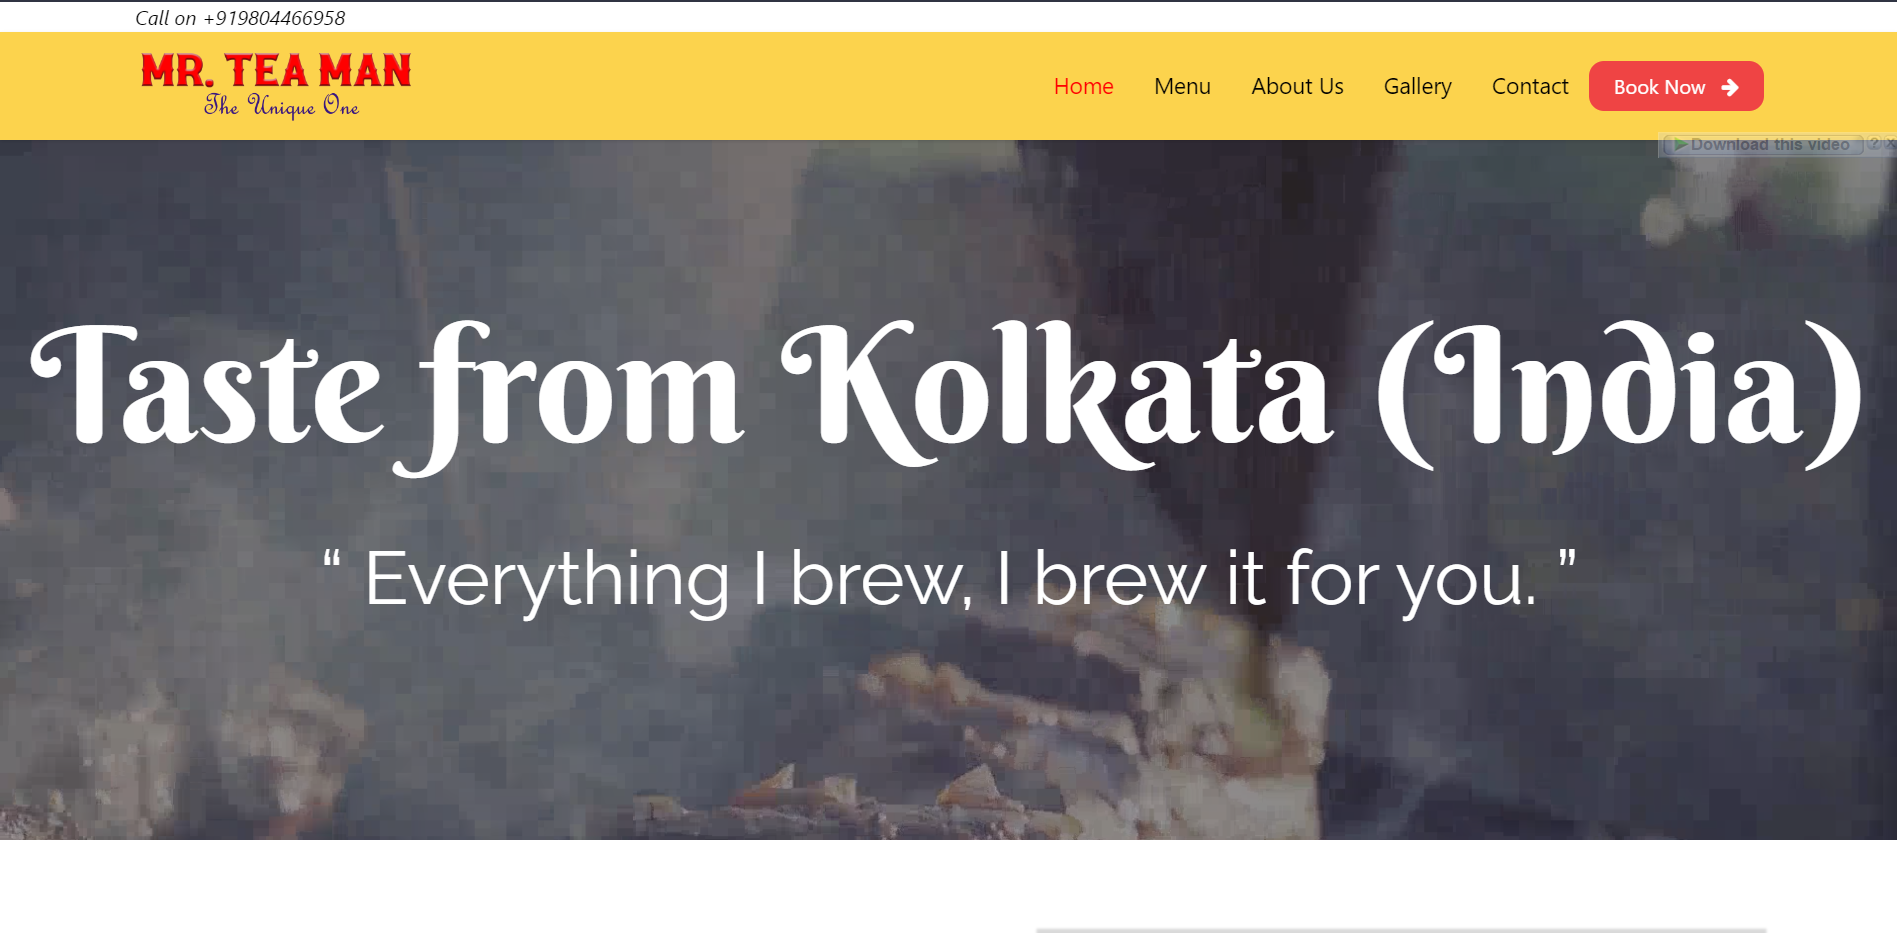 Call on +919804466958
MR. TEA MAN
The Unique One
Home Menu About Us Gallery Contact Book Now
Download this video ? X
Taste from Kolkata (India)
“ Everything I brew, I brew it for you. ”